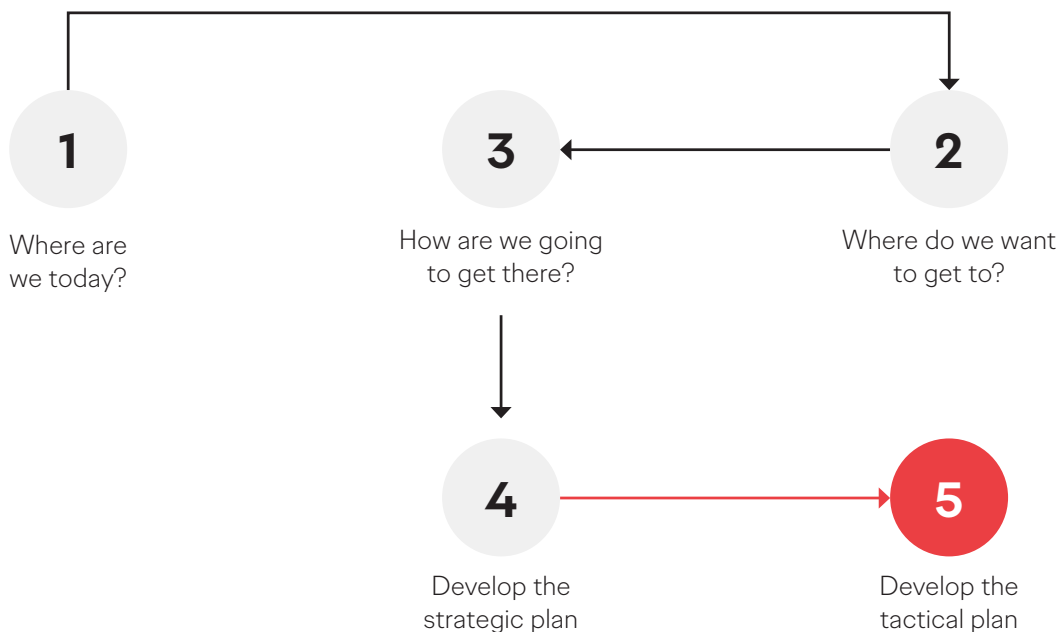 1
Where are
we today?
3
How are we going
to get there?
2
Where do we want
to get to?
4
Develop the
strategic plan
5
Develop the
tactical plan